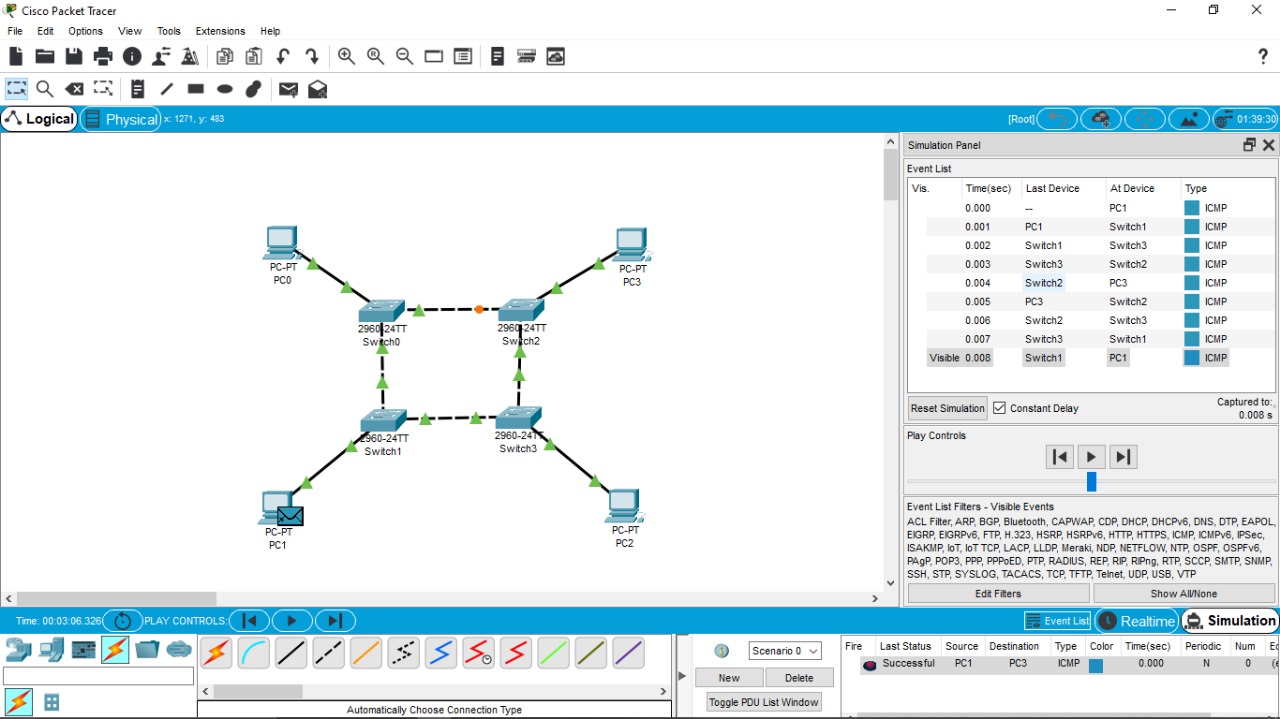 Cisco Packet Tracer
File Edit Options View Tools Extensions Help
?
Logical Physical x: 1271, y: 483 [Root] 01:39:30
Simulation Panel
Event List
Vis. Time(sec) Last Device At Device Type
0.000 -- PC1 ICMP
0.001 PC1 Switch1 ICMP
0.002 Switch1 Switch3 ICMP
0.003 Switch3 Switch2 ICMP
0.004 Switch2 PC3 ICMP
0.005 PC3 Switch2 ICMP
0.006 Switch2 Switch3 ICMP
0.007 Switch3 Switch1 ICMP
Visible 0.008 Switch1 PC1 ICMP
Reset Simulation Constant Delay Captured to:
0.008 s
Play Controls
Event List Filters - Visible Events
ACL Filter, ARP, BGP, Bluetooth, CAPWAP, CDP, DHCP, DHCPv6, DNS, DTP, EAPOL,
EIGRP, EIGRPv6, FTP, H.323, HSRP, HSRPv6, HTTP, HTTPS, ICMP, ICMPv6, IPSec,
ISAKMP, IoT, IoT TCP, LACP, LLDP, Meraki, NDP, NETFLOW, NTP, OSPF, OSPFv6,
PAgP, POP3, PPP, PPPoED, PTP, RADIUS, REP, RIP, RIPng, RTP, SCCP, SMTP, SNMP,
SSH, STP, SYSLOG, TACACS, TCP, TFTP, Telnet, UDP, USB, VTP
Edit Filters Show All/None
PC-PT
PC0
PC-PT
PC3
2960-24TT
Switch0
2960-24TT
Switch2
2960-24TT
Switch1
2960-24TT
Switch3
PC-PT
PC1
PC-PT
PC2
Time: 00:03:06.326 PLAY CONTROLS: Event List Realtime Simulation
Automatically Choose Connection Type
Scenario 0
New Delete
Toggle PDU List Window
Fire Last Status Source Destination Type Color Time(sec) Periodic Num Ec
Successful PC1 PC3 ICMP 0.000 N 0 (e